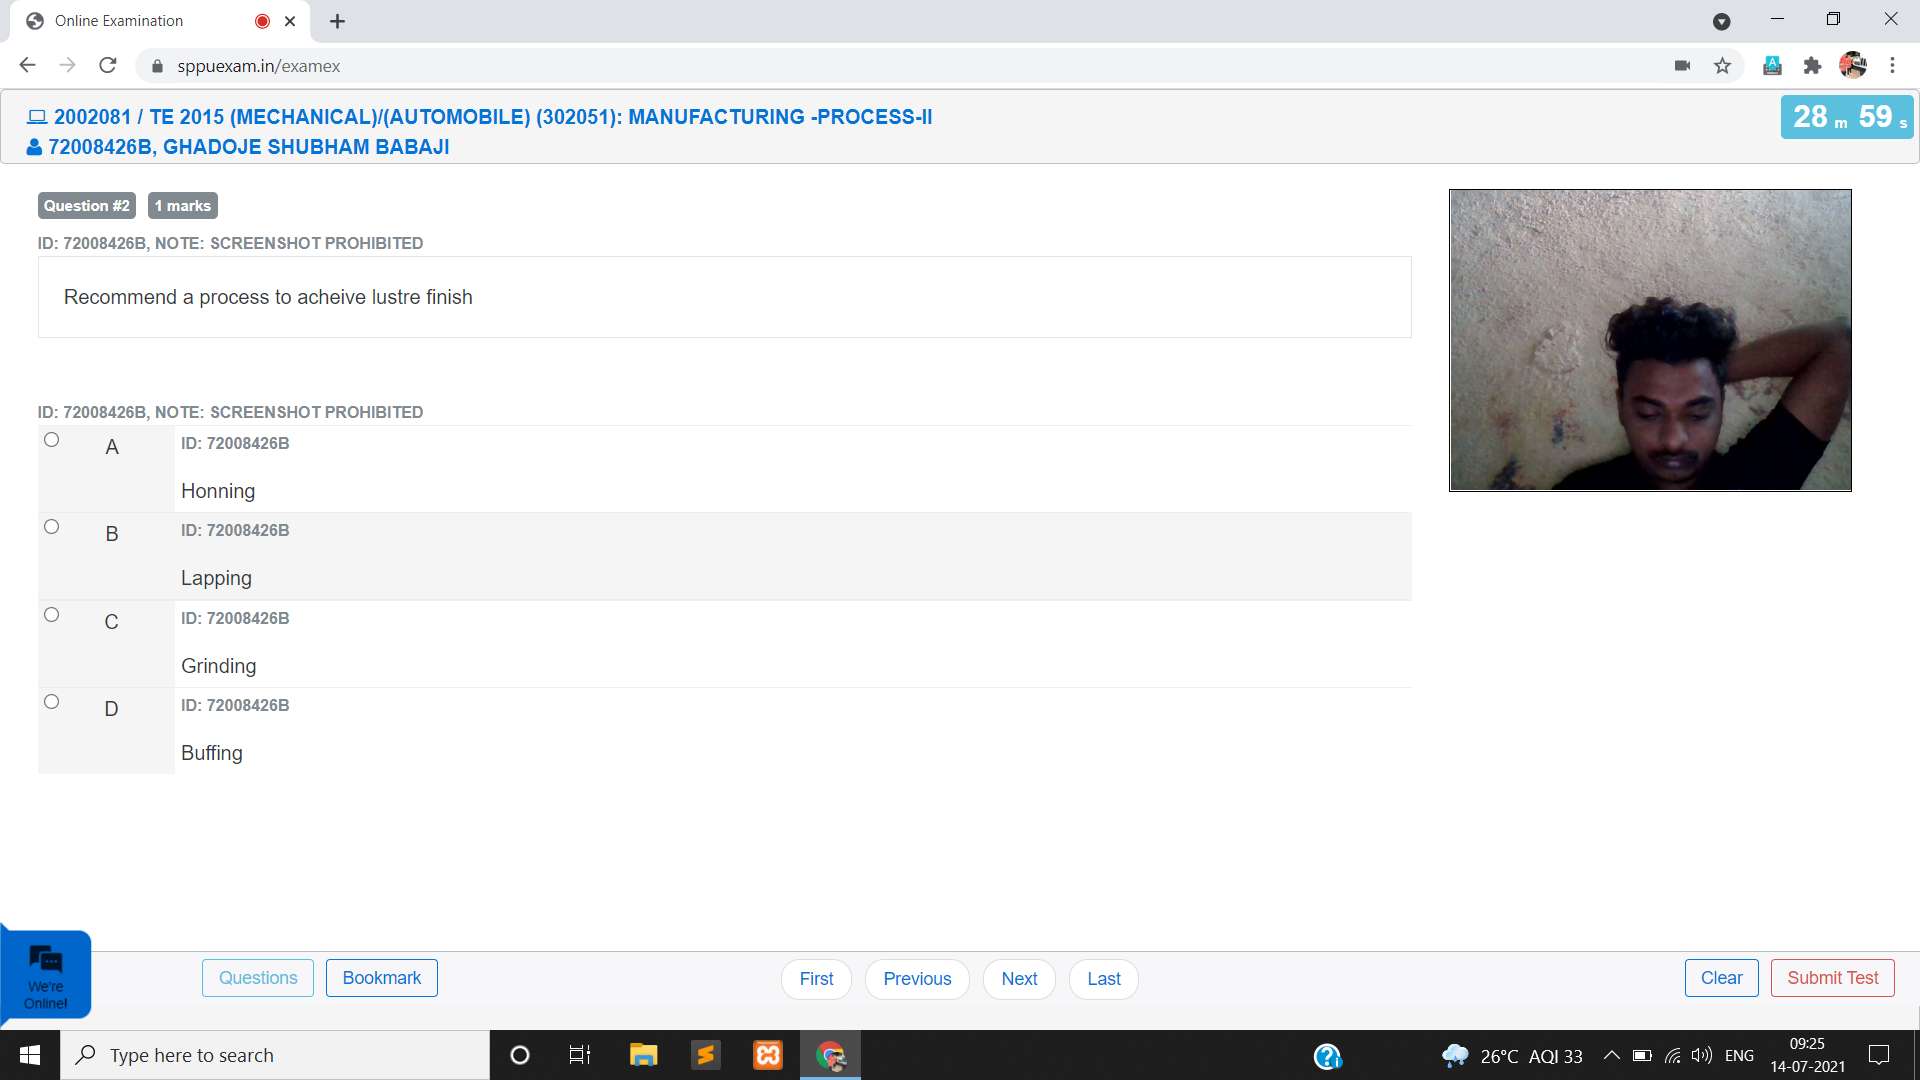 Online Examination
sppuexam.in/examex
2002081 / TE 2015 (MECHANICAL)/(AUTOMOBILE) (302051): MANUFACTURING -PROCESS-II
72008426B, GHADOJE SHUBHAM BABAJI
28 m 59 s
Question #2 1 marks
ID: 72008426B, NOTE: SCREENSHOT PROHIBITED
Recommend a process to acheive lustre finish
ID: 72008426B, NOTE: SCREENSHOT PROHIBITED
A ID: 72008426B
Honning
B ID: 72008426B
Lapping
C ID: 72008426B
Grinding
D ID: 72008426B
Buffing
We're
Online!
Questions Bookmark First Previous Next Last Clear Submit Test
Type here to search
26°C AQI 33 ENG
09:25
14-07-2021